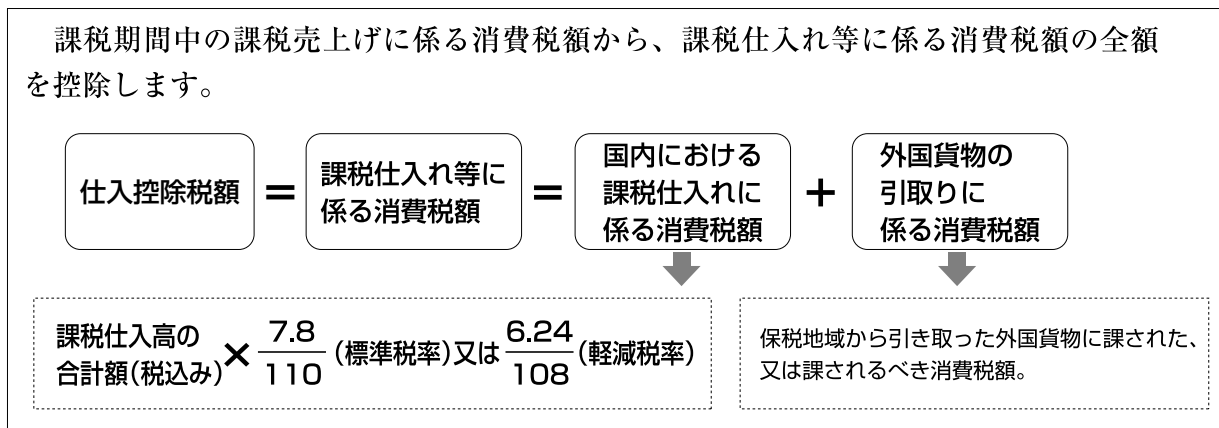 課税期間中の課税売上げに係る消費税額から、課税仕入れ等に係る消費税額の全額
を控除します。
仕入控除税額
=
課税仕入れ等に
係る消費税額
=
国内における
課税仕入れに
係る消費税額
+
外国貨物の
引取りに
係る消費税額
課税仕入高の
合計額(税込み)
× 7.8/110 (標準税率)又は 6.24/108 (軽減税率)
保税地域から引き取った外国貨物に課された、
又は課されるべき消費税額。